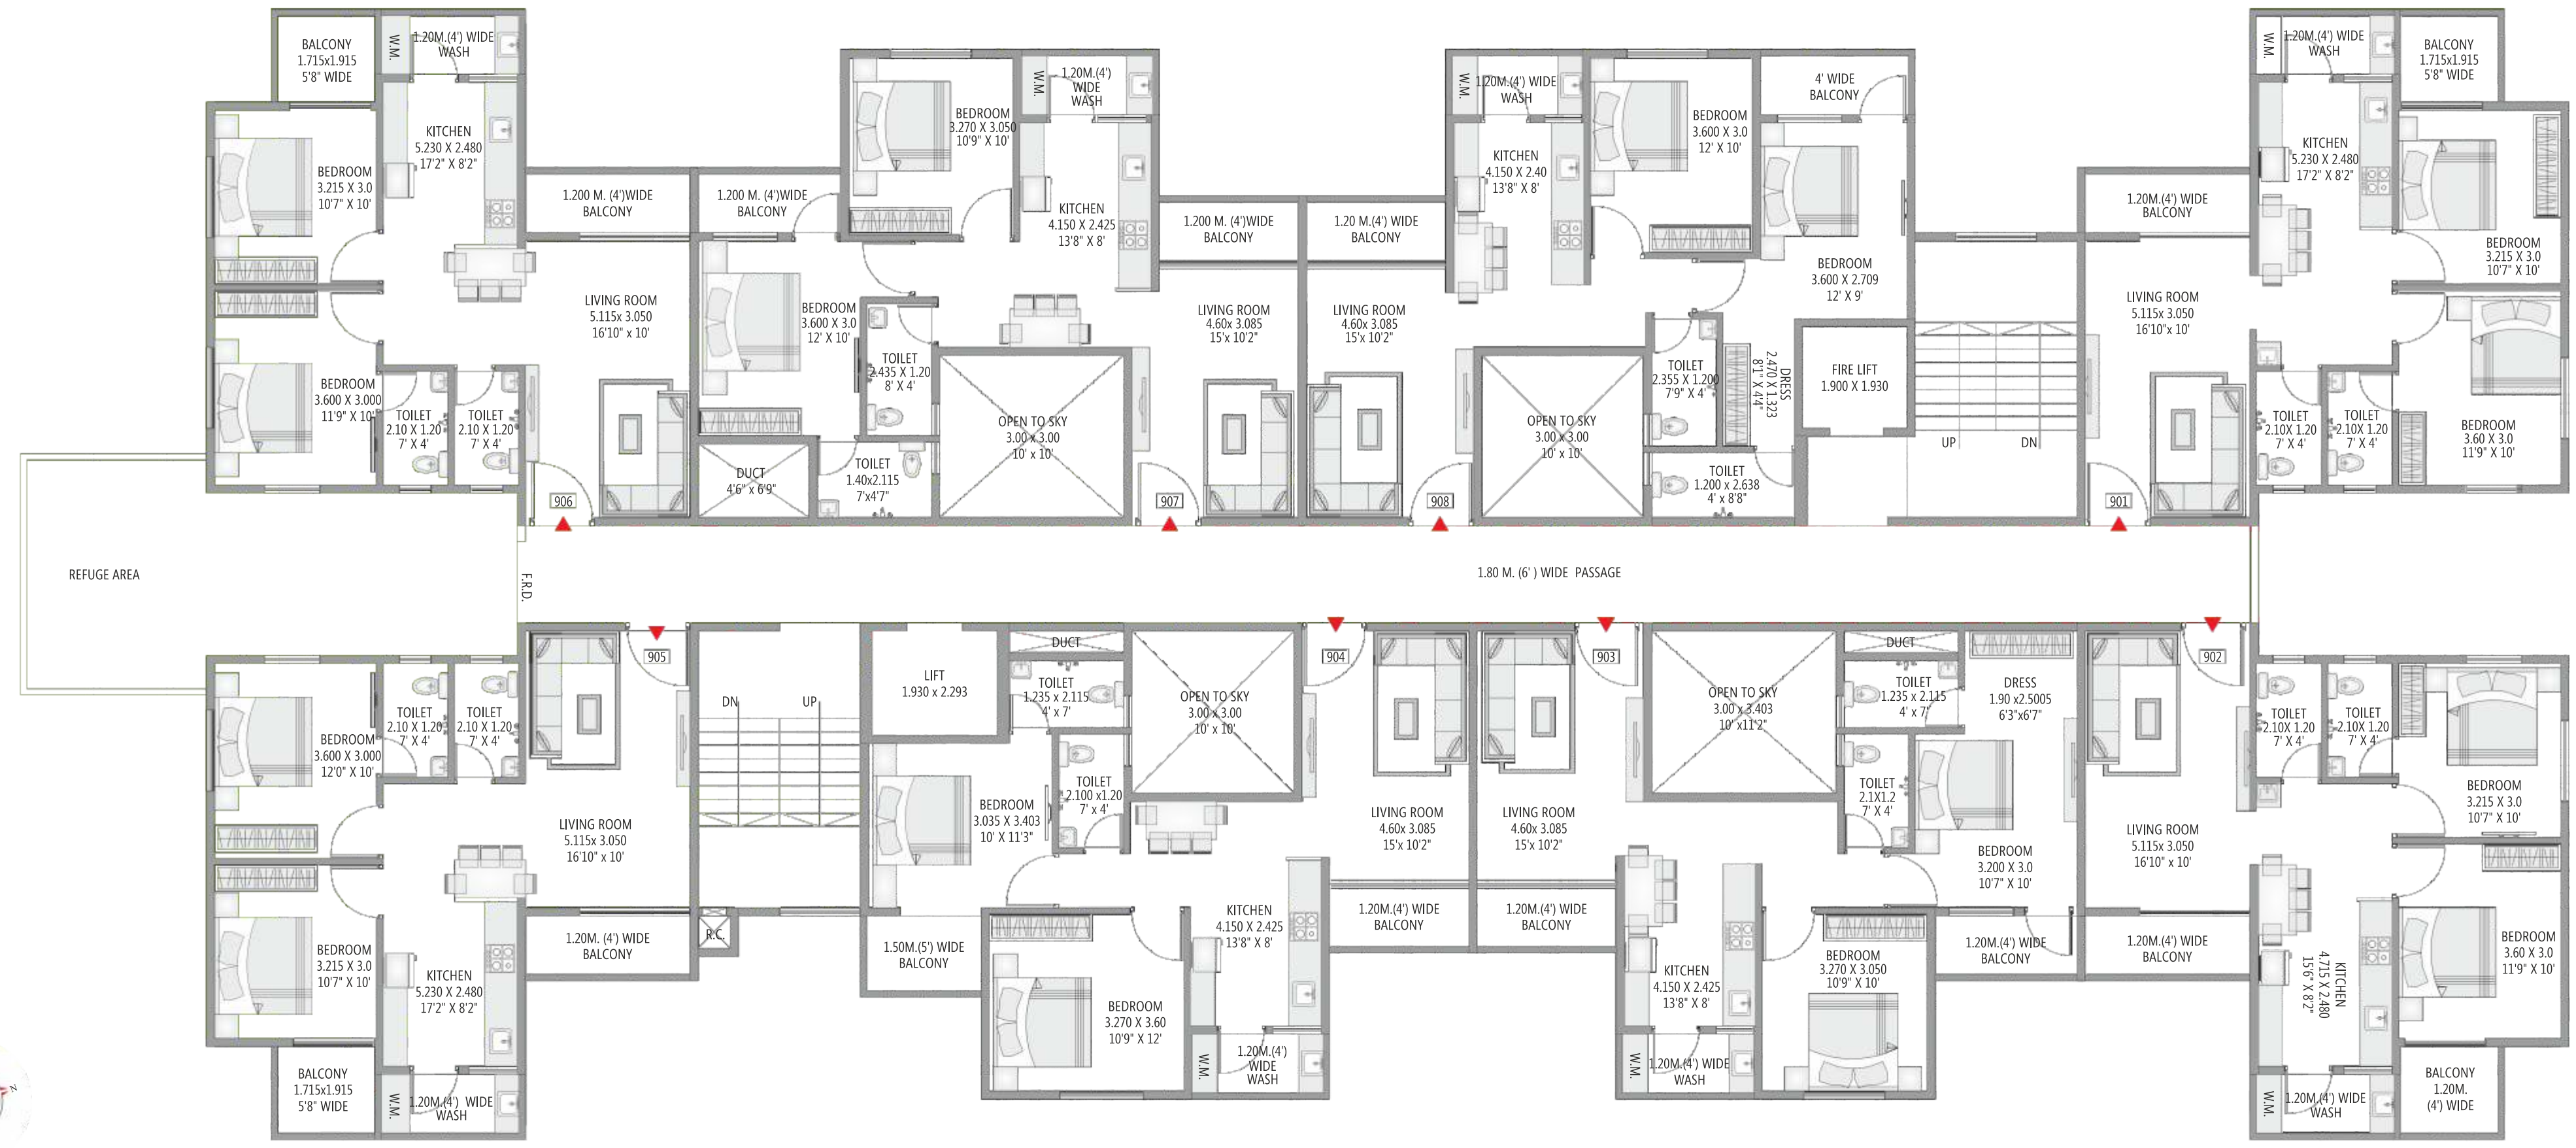 BALCONY
1.715x1.915
5'8" WIDE
W.M.
1.20M.(4') WIDE
WASH
KITCHEN
5.230 X 2.480
17'2" X 8'2"
BEDROOM
3.215 X 3.0
10'7" X 10'
BEDROOM
3.600 X 3.000
11'9" X 10'
TOILET
2.10 X 1.20
7' X 4'
TOILET
2.10 X 1.20
7' X 4'
LIVING ROOM
5.115x 3.050
16'10" x 10'
1.200 M. (4')WIDE
BALCONY
906
1.200 M. (4')WIDE
BALCONY
BEDROOM
3.270 X 3.050
10'9" X 10'
W.M.
1.20M.(4')
WIDE
WASH
KITCHEN
4.150 X 2.425
13'8" X 8'
BEDROOM
3.600 X 3.0
12' X 10'
TOILET
2.435 X 1.20
8' X 4'
DUCT
4'6" x 6'9"
TOILET
1.40x2.115
7'x4'7"
OPEN TO SKY
3.00 x 3.00
10' x 10'
1.200 M. (4')WIDE
BALCONY
LIVING ROOM
4.60x 3.085
15'x 10'2"
907
1.20 M.(4') WIDE
BALCONY
LIVING ROOM
4.60x 3.085
15'x 10'2"
908
W.M.
1.20M.(4') WIDE
WASH
KITCHEN
4.150 X 2.40
13'8" X 8'
BEDROOM
3.600 X 3.0
12' X 10'
4' WIDE
BALCONY
BEDROOM
3.600 X 2.709
12' X 9'
OPEN TO SKY
3.00 x 3.00
10' x 10'
TOILET
2.355 X 1.200
7'9" X 4'
DRESS
2.470 X 1.323
8'1" X 4'4"
TOILET
1.200 x 2.638
4' x 8'8"
FIRE LIFT
1.900 X 1.930
UP
DN
1.20M.(4') WIDE
BALCONY
LIVING ROOM
5.115x 3.050
16'10"x 10'
901
W.M.
1.20M.(4') WIDE
WASH
BALCONY
1.715x1.915
5'8" WIDE
KITCHEN
5.230 X 2.480
17'2" X 8'2"
BEDROOM
3.215 X 3.0
10'7" X 10'
TOILET
2.10X 1.20
7' X 4'
TOILET
2.10X 1.20
7' X 4'
BEDROOM
3.60 X 3.0
11'9" X 10'
REFUGE AREA
F.R.D.
1.80 M. (6' ) WIDE PASSAGE
905
BEDROOM
3.600 X 3.000
12'0" X 10'
TOILET
2.10 X 1.20
7' X 4'
TOILET
2.10 X 1.20
7' X 4'
LIVING ROOM
5.115x 3.050
16'10" x 10'
BEDROOM
3.215 X 3.0
10'7" X 10'
KITCHEN
5.230 X 2.480
17'2" X 8'2"
1.20M. (4') WIDE
BALCONY
BALCONY
1.715x1.915
5'8" WIDE
W.M.
1.20M.(4') WIDE
WASH
DN
UP
R.C.
LIFT
1.930 x 2.293
DUCT
TOILET
1.235 x 2.115
4' x 7'
OPEN TO SKY
3.00 x 3.00
10' x 10'
904
BEDROOM
3.035 X 3.403
10' X 11'3"
TOILET
2.100 x1.20
7' x 4'
LIVING ROOM
4.60x 3.085
15'x 10'2"
1.50M.(5') WIDE
BALCONY
BEDROOM
3.270 X 3.60
10'9" X 12'
KITCHEN
4.150 X 2.425
13'8" X 8'
1.20M.(4') WIDE
BALCONY
W.M.
1.20M.(4')
WIDE
WASH
903
LIVING ROOM
4.60x 3.085
15'x 10'2"
1.20M.(4') WIDE
BALCONY
OPEN TO SKY
3.00 x 3.403
10' x11'2"
DUCT
TOILET
1.235 x 2.115
4' x 7'
DRESS
1.90 x2.5005
6'3"x6'7"
TOILET
2.1X1.2
7' X 4'
BEDROOM
3.200 X 3.0
10'7" X 10'
KITCHEN
4.150 X 2.425
13'8" X 8'
BEDROOM
3.270 X 3.050
10'9" X 10'
1.20M.(4') WIDE
BALCONY
W.M.
1.20M.(4') WIDE
WASH
902
LIVING ROOM
5.115x 3.050
16'10" x 10'
1.20M.(4') WIDE
BALCONY
TOILET
2.10X 1.20
7' X 4'
TOILET
2.10X 1.20
7' X 4'
BEDROOM
3.215 X 3.0
10'7" X 10'
KITCHEN
4.715 X 2.480
15'6" X 8'2"
BEDROOM
3.60 X 3.0
11'9" X 10'
W.M.
1.20M.(4') WIDE
WASH
BALCONY
1.20M.
(4') WIDE
N